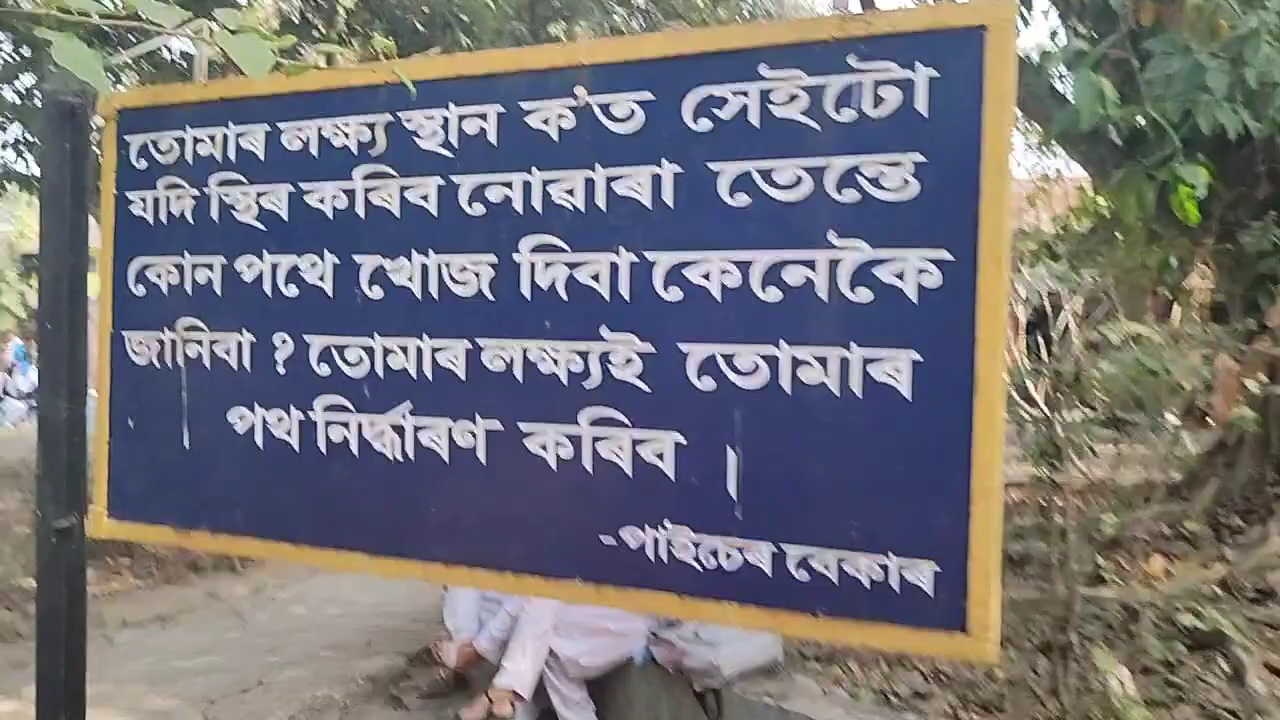 তোমাৰ লক্ষ্য স্থান ক'ত সেইটো
যদি স্থিৰ কৰিব নোৱাৰা তেন্তে
কোন পথে খোজ দিবা কেনেকৈ
জানিবা ? তোমাৰ লক্ষ্যই তোমাৰ
পথ নিৰ্দ্ধাৰণ কৰিব ।
-পাইচেৰ বেকাৰ